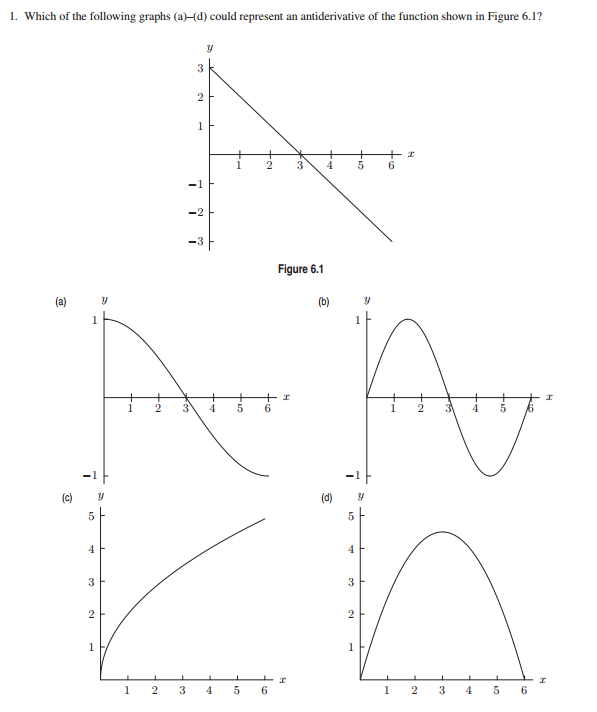 1. Which of the following graphs (a)–(d) could represent an antiderivative of the function shown in Figure 6.1?
y
3
2
1
1 2 3 4 5 6 x
−1
−2
−3
Figure 6.1
(a) y
1
1 2 3 4 5 6 x
−1
(b) y
1
1 2 3 4 5 6 x
−1
(c) y
5
4
3
2
1
1 2 3 4 5 6 x
(d) y
5
4
3
2
1
1 2 3 4 5 6 x